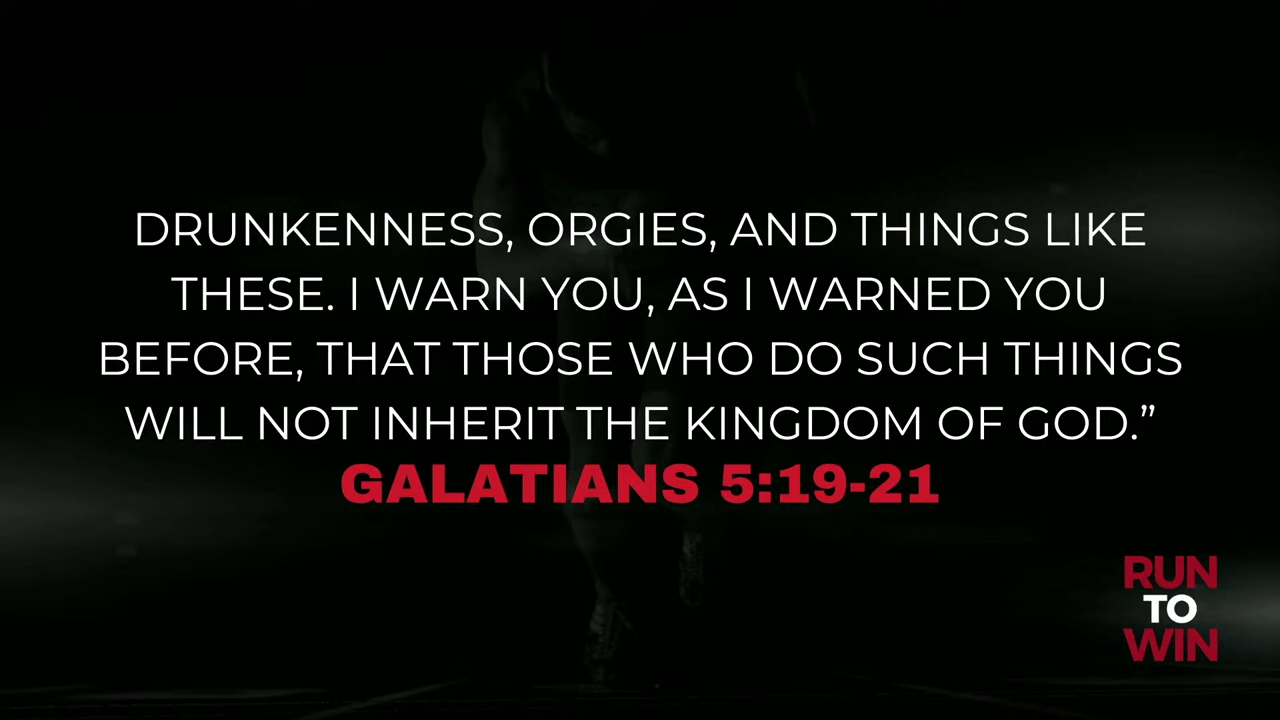 DRUNKENNESS, ORGIES, AND THINGS LIKE
THESE. I WARN YOU, AS I WARNED YOU
BEFORE, THAT THOSE WHO DO SUCH THINGS
WILL NOT INHERIT THE KINGDOM OF GOD.”
GALATIANS 5:19-21
RUN
TO
WIN